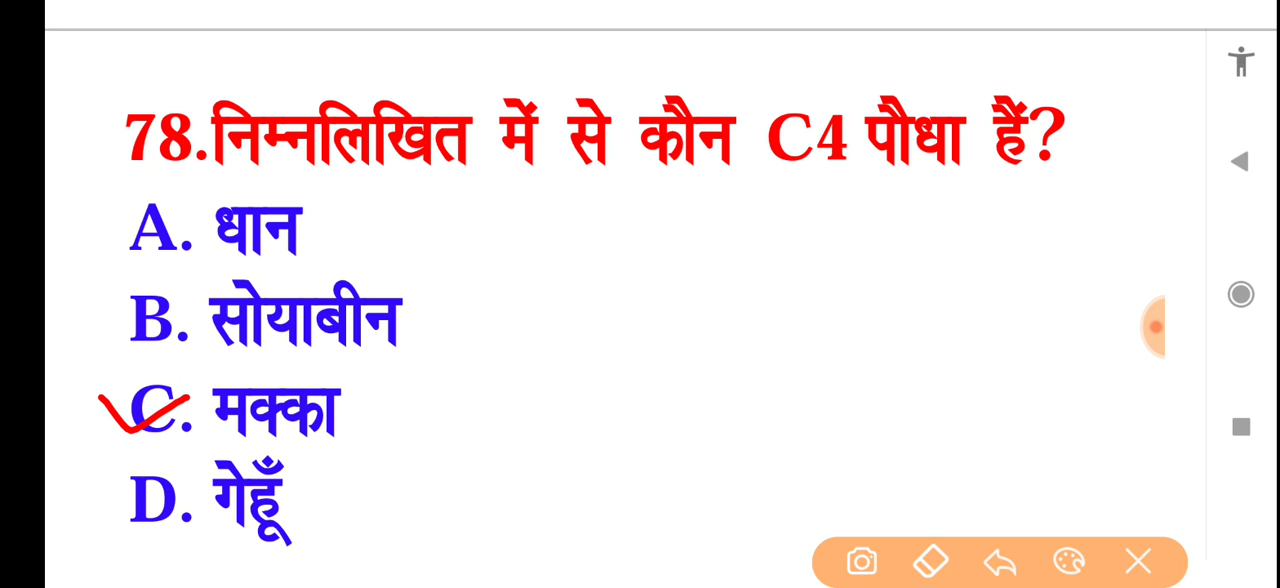 78.निम्नलिखित में से कौन C4 पौधा हैं?
A. धान
B. सोयाबीन
C. मक्का
D. गेहूँ